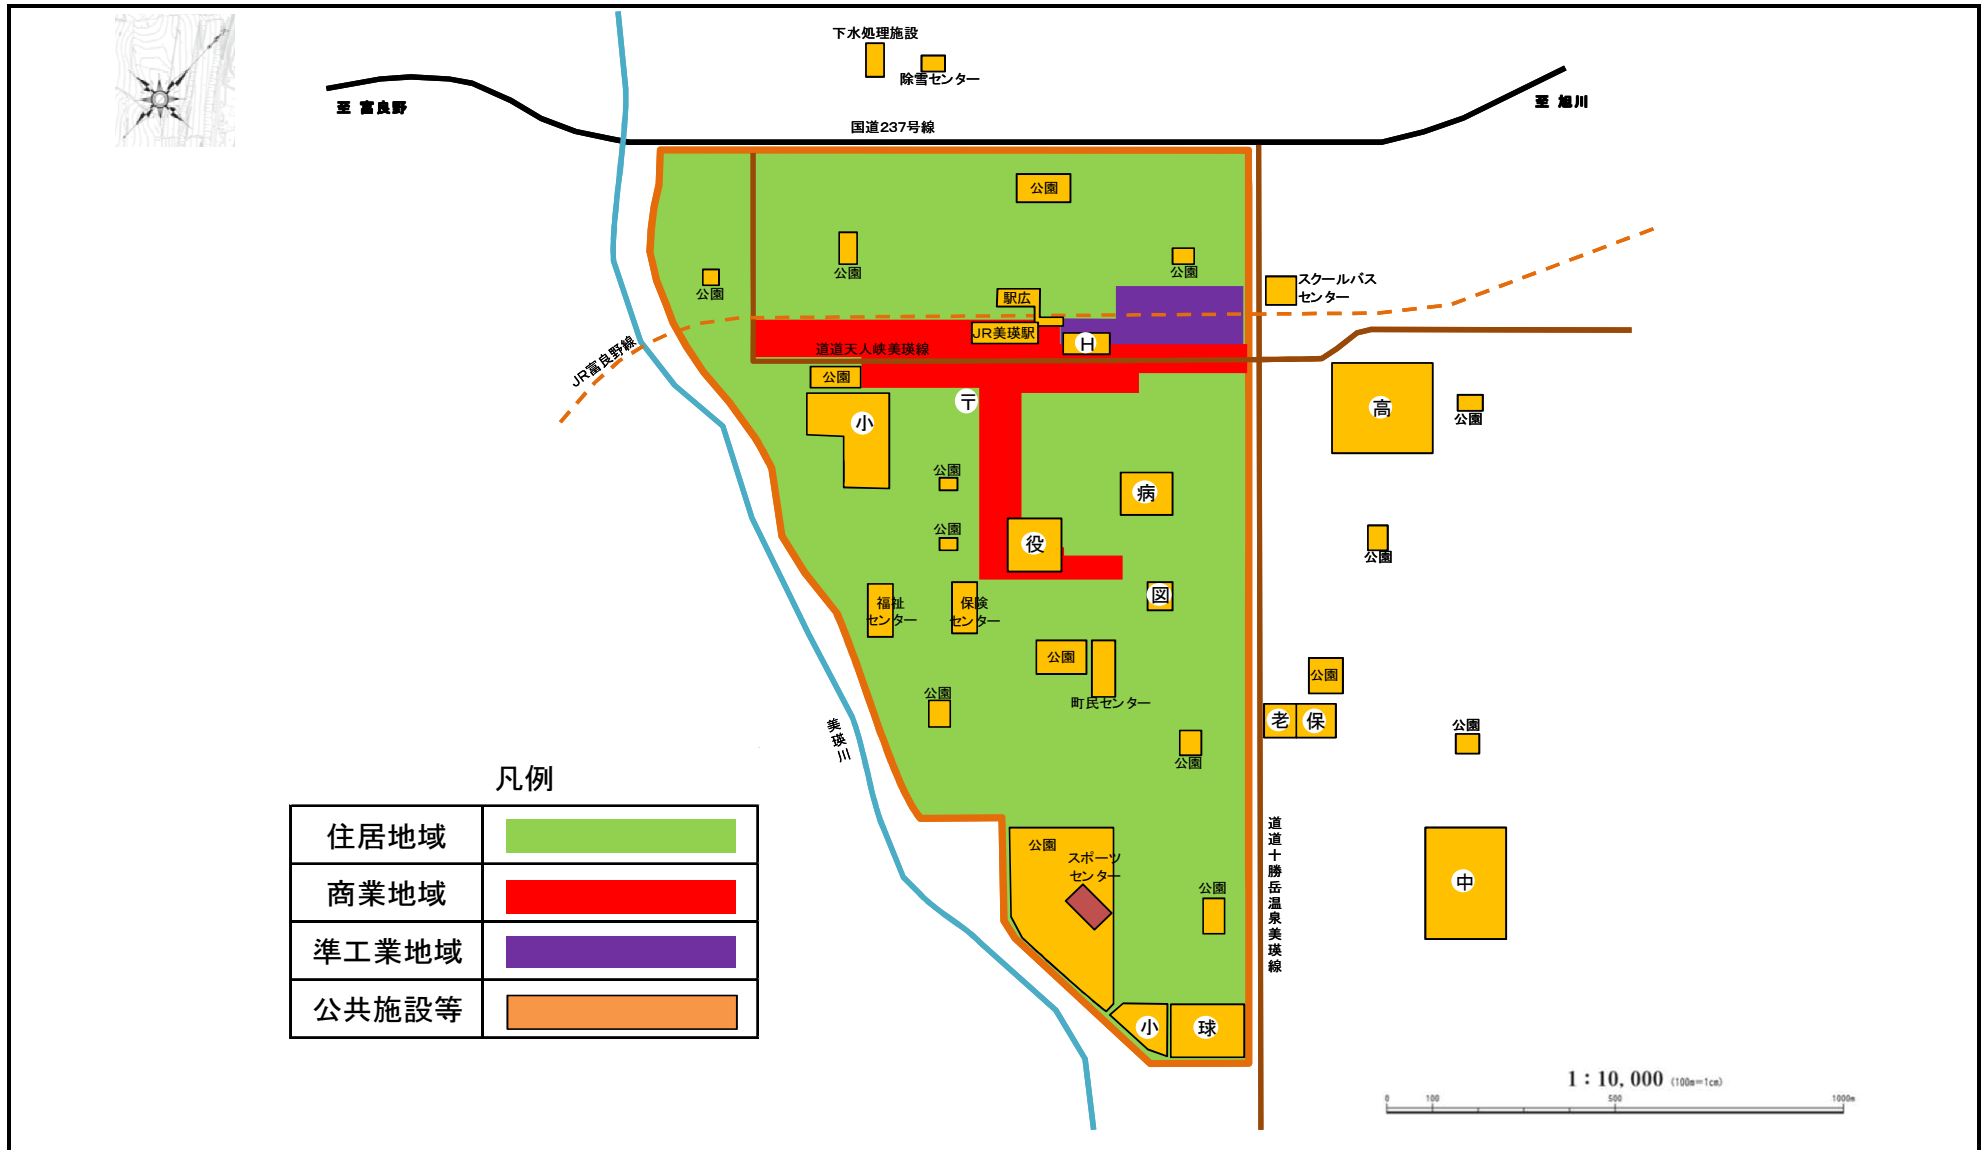 下水処理施設
除雪センター
至 富良野
至 旭川
国道237号線
公園
公園
公園
公園
スクールバス
センター
駅広
JR美瑛駅
H
道道天人峡美瑛線
JR富良野線
公園
〒
小
高
公園
公園
病
公園
役
公園
図
福祉
センター
保険
センター
公園
公園
町民センター
公園
老
保
公園
公園
美瑛川
凡例
住居地域
商業地域
準工業地域
公共施設等
公園
スポーツ
センター
公園
道道十勝岳温泉美瑛線
中
小
球
1：10,000 (100m=1cm)
0 100 500 1000m